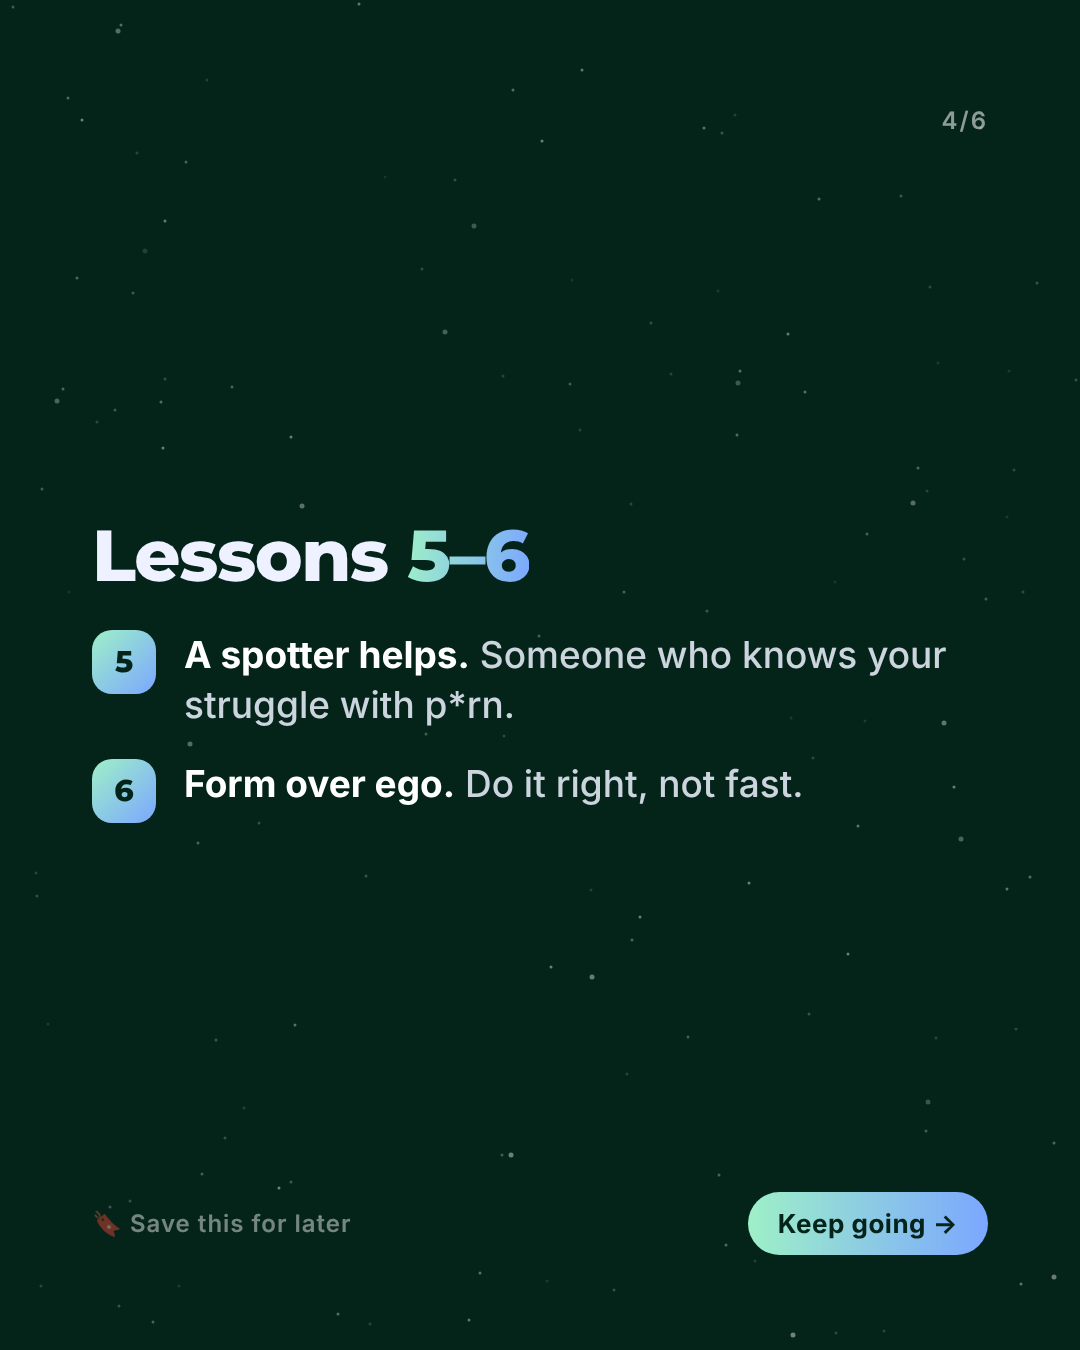 4/6
Lessons 5–6
5
A spotter helps. Someone who knows your
struggle with p*rn.
6
Form over ego. Do it right, not fast.
🔖 Save this for later
Keep going →